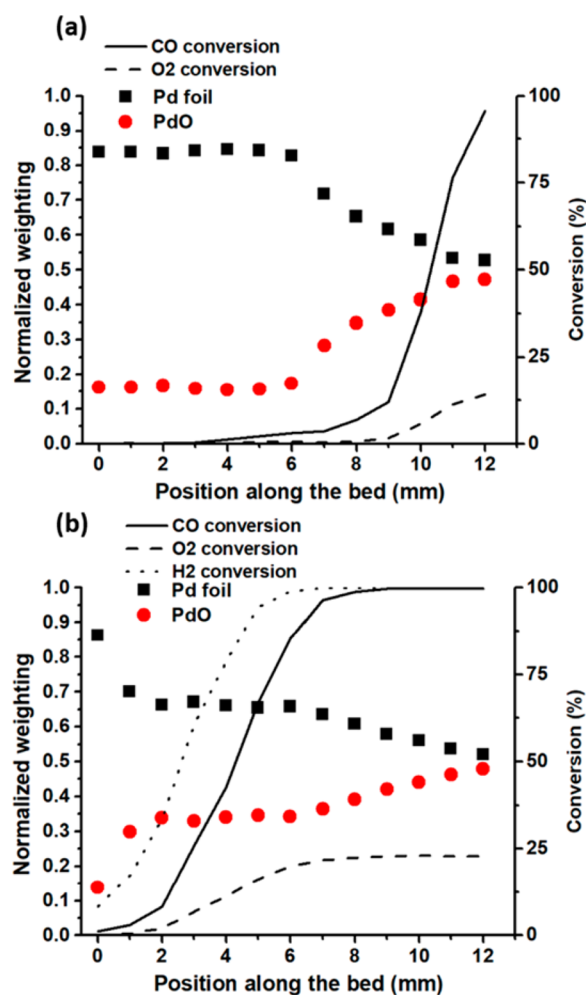 (a)
CO conversion
O2 conversion
Pd foil
PdO
1.0
0.9
0.8
0.7
0.6
0.5
0.4
0.3
0.2
0.1
0.0
Normalized weighting
100
75
50
25
0
Conversion (%)
0 2 4 6 8 10 12
Position along the bed (mm)
(b)
CO conversion
O2 conversion
H2 conversion
Pd foil
PdO
1.0
0.9
0.8
0.7
0.6
0.5
0.4
0.3
0.2
0.1
0.0
Normalized weighting
100
75
50
25
0
Conversion (%)
0 2 4 6 8 10 12
Position along the bed (mm)